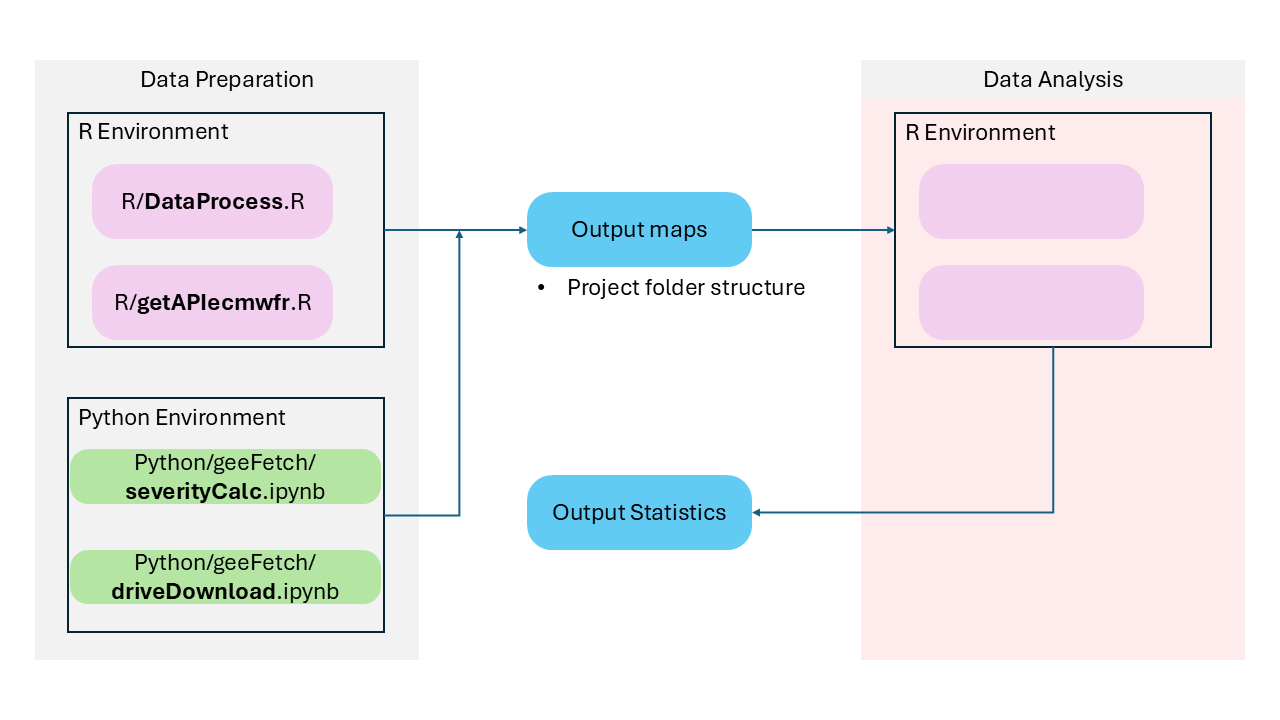 Data Preparation
R Environment
R/DataProcess.R
R/getAPIecmwfr.R
Python Environment
Python/geeFetch/
severityCalc.ipynb
Python/geeFetch/
driveDownload.ipynb
Output maps
• Project folder structure
Output Statistics
Data Analysis
R Environment